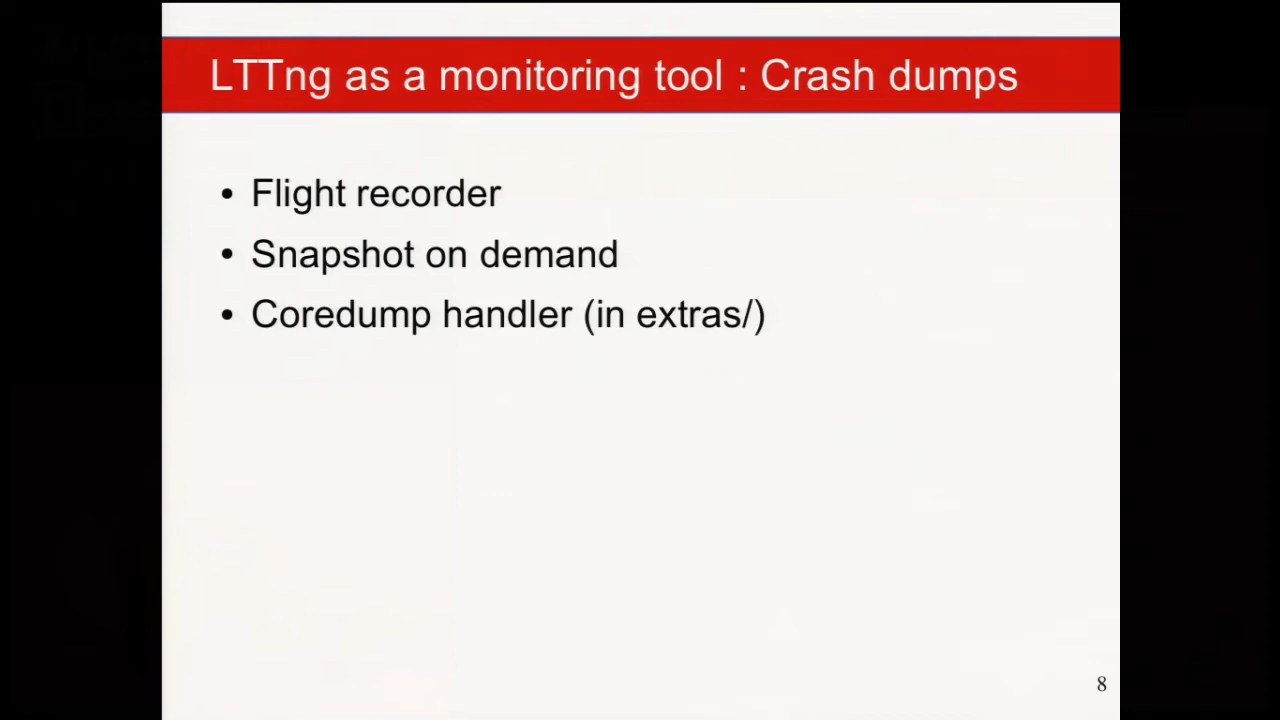 LTTng as a monitoring tool : Crash dumps
• Flight recorder
• Snapshot on demand
• Coredump handler (in extras/)
8